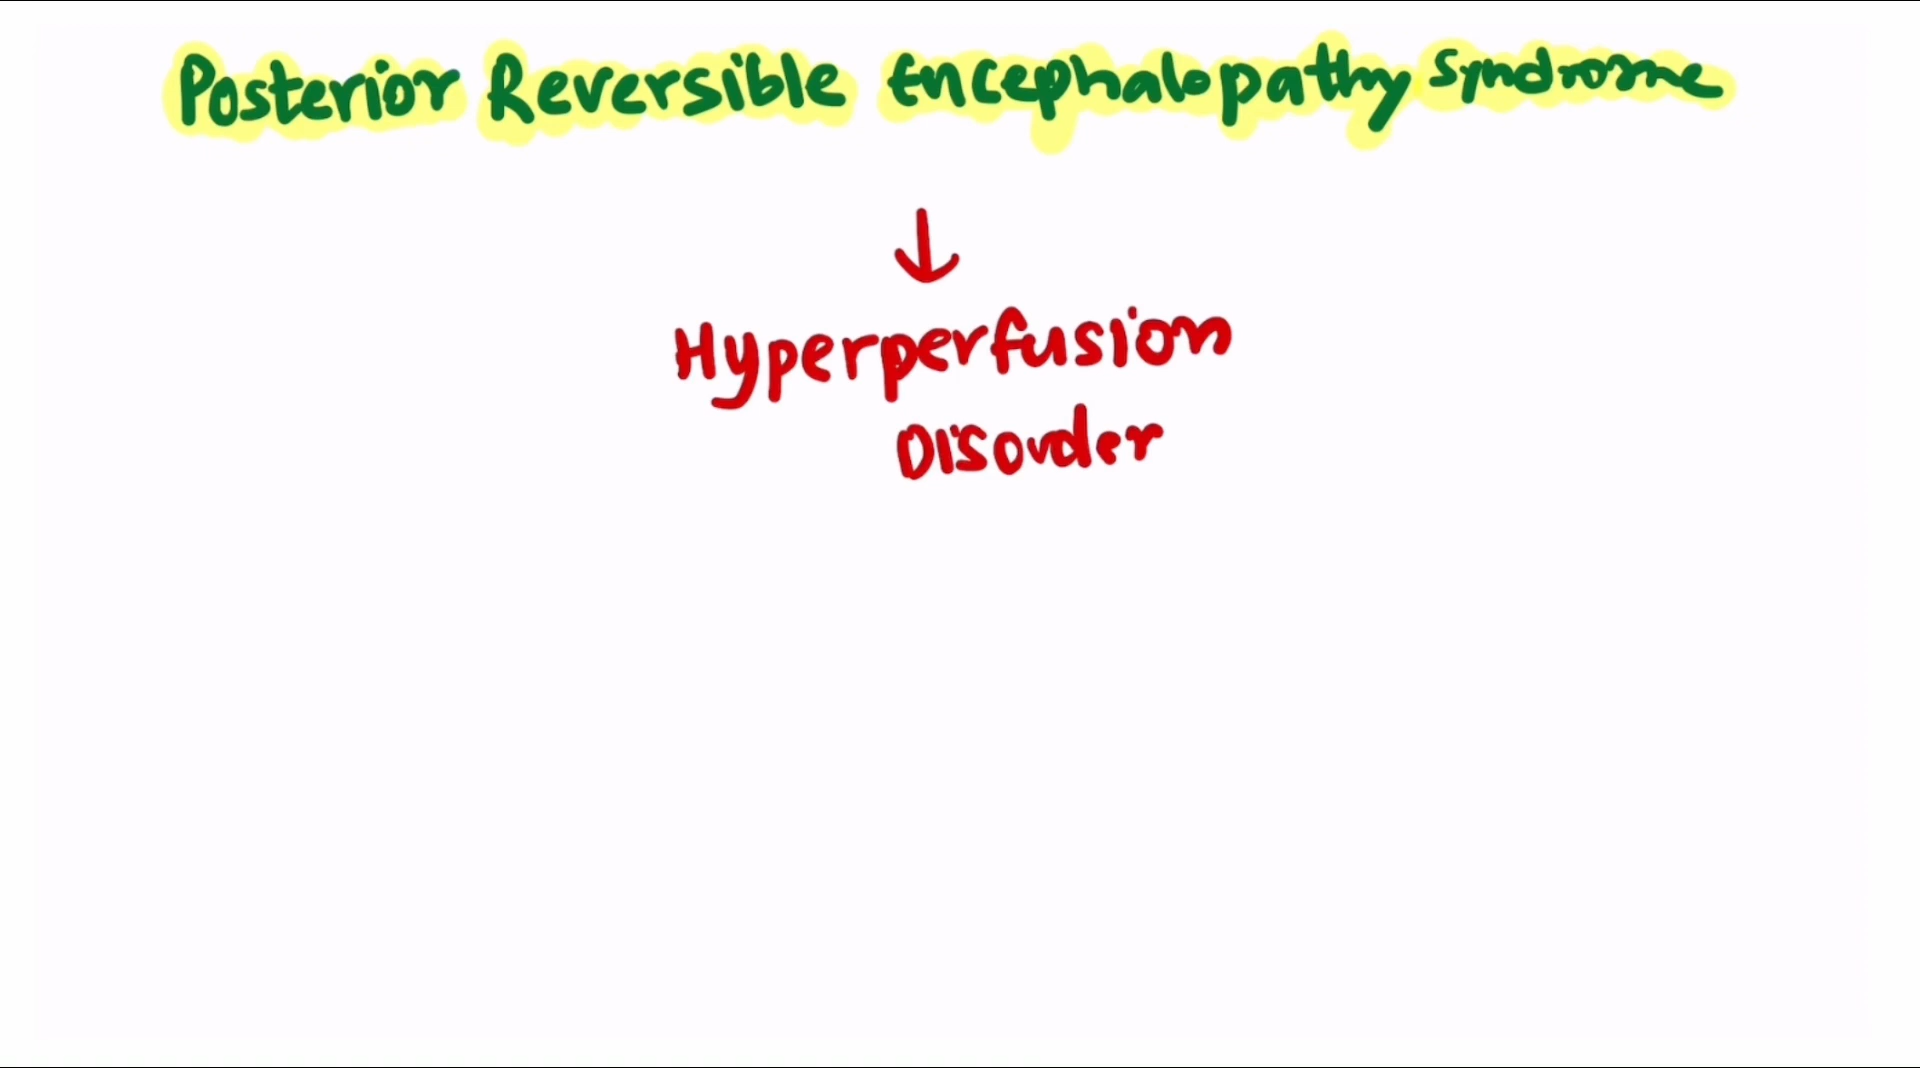 Posterior Reversible Encephalopathy Syndrome
↓
Hyperperfusion
Disorder